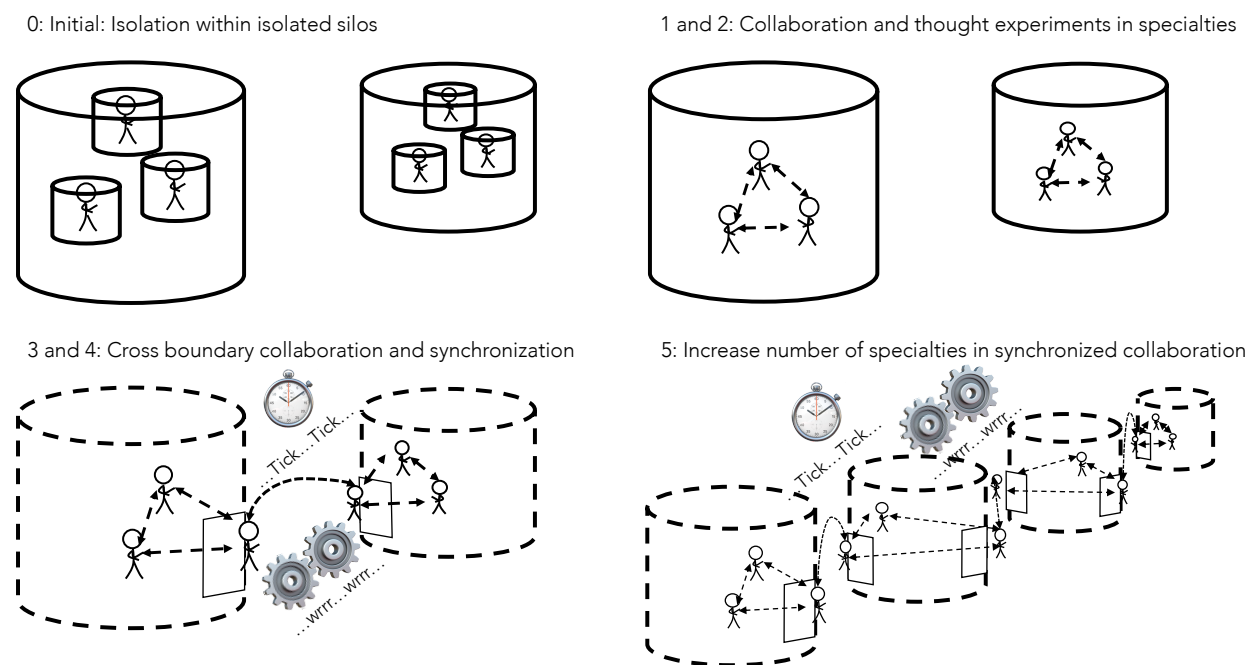 0: Initial: Isolation within isolated silos
1 and 2: Collaboration and thought experiments in specialties
3 and 4: Cross boundary collaboration and synchronization
...Tick...Tick...
...wrrr...wrrr...
5: Increase number of specialties in synchronized collaboration
...Tick...Tick...
...wrrr...wrrr...